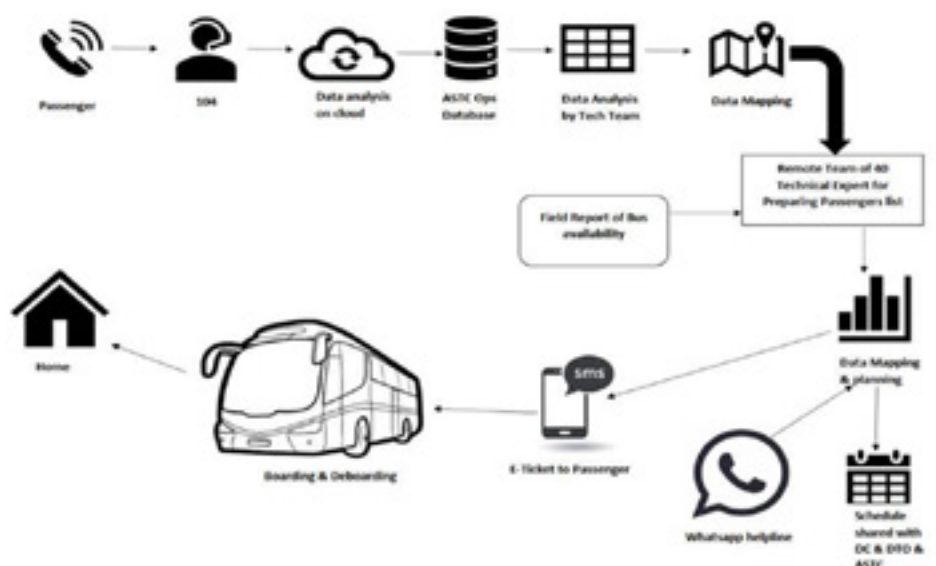 Passenger
104
Data analysis
on cloud
ASTC Ops
Database
Data Analysis
by Tech Team
Data Mapping
Remote Team of 40
Technical Expert for
Preparing Passengers list
Field Report of Bus
availability
Home
sms
Data Mapping
& planning
Boarding & Deboarding
E-Ticket to Passenger
Whatsapp helpline
Schedule
shared with
DC & DTO &
ASTC